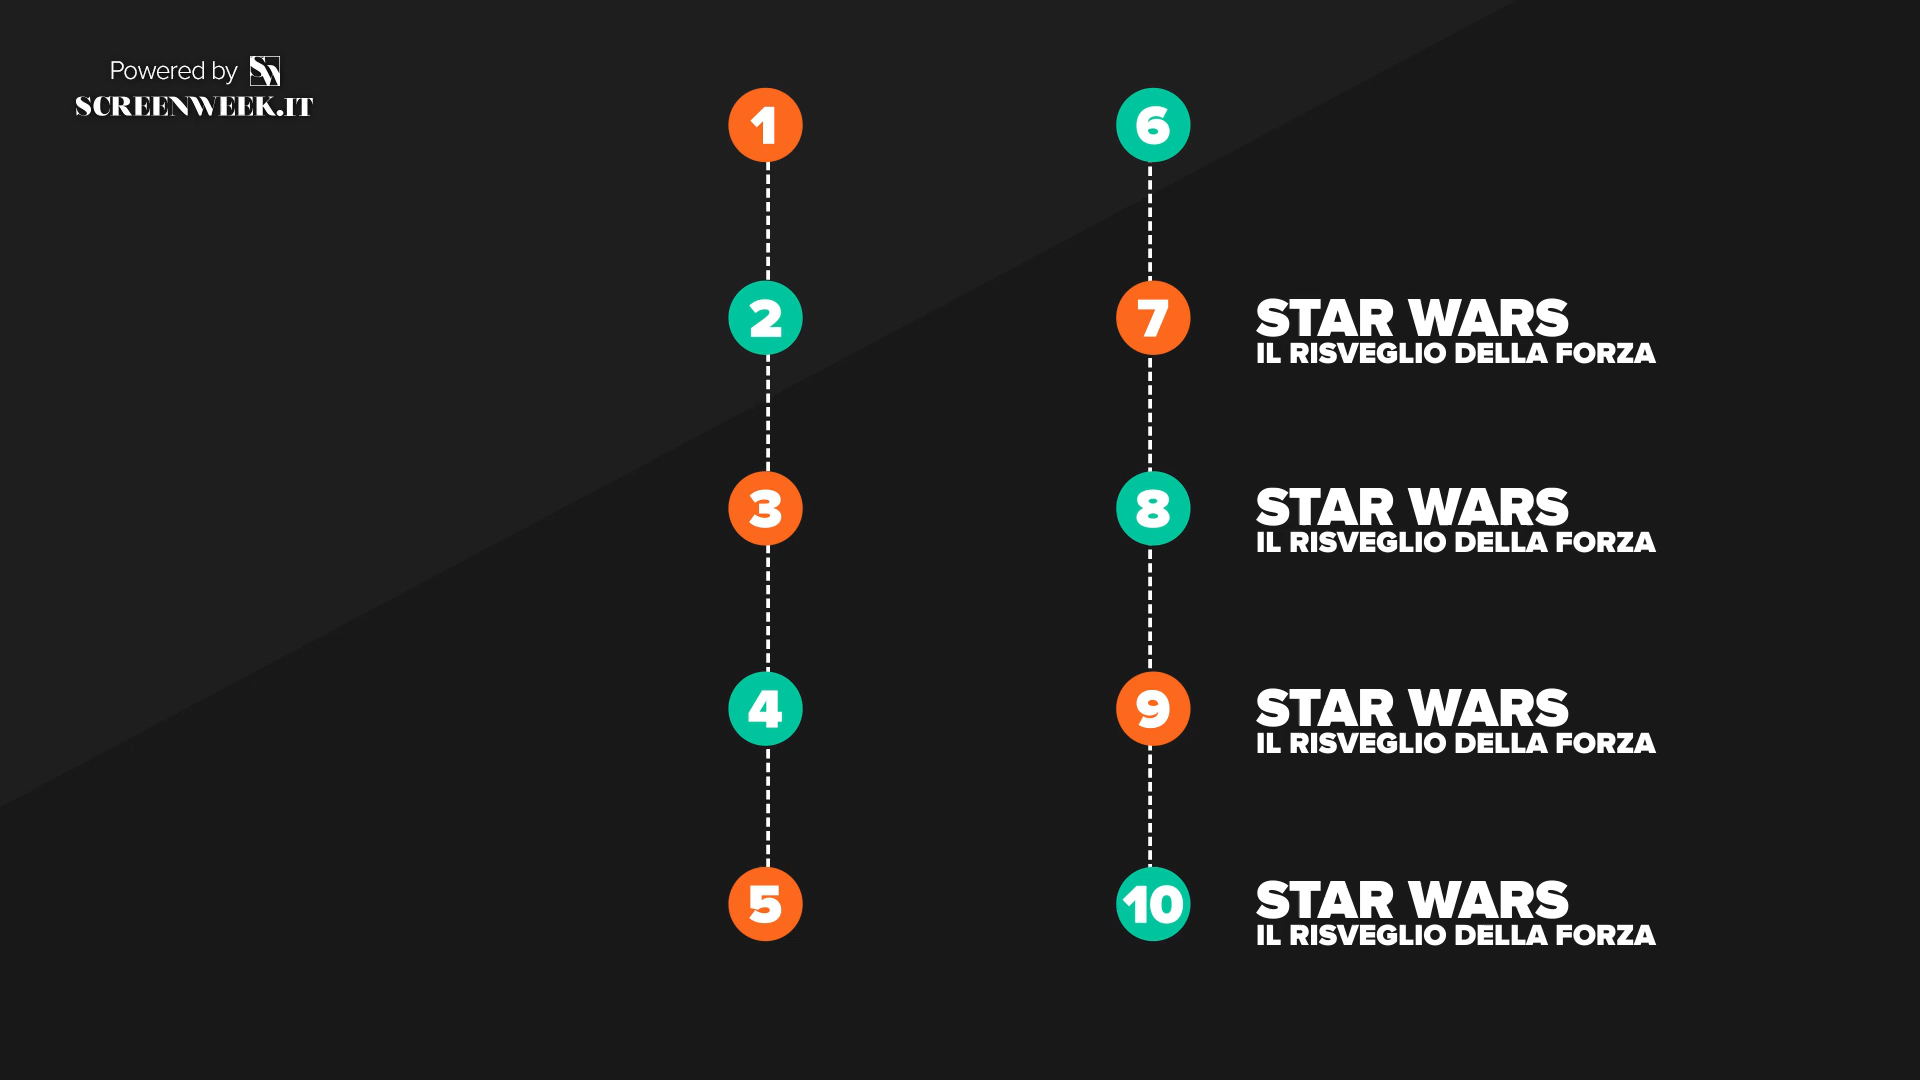 Powered by SW
SCREENWEEK.IT
1
2
3
4
5
6
7
STAR WARS
IL RISVEGLIO DELLA FORZA
8
STAR WARS
IL RISVEGLIO DELLA FORZA
9
STAR WARS
IL RISVEGLIO DELLA FORZA
10
STAR WARS
IL RISVEGLIO DELLA FORZA